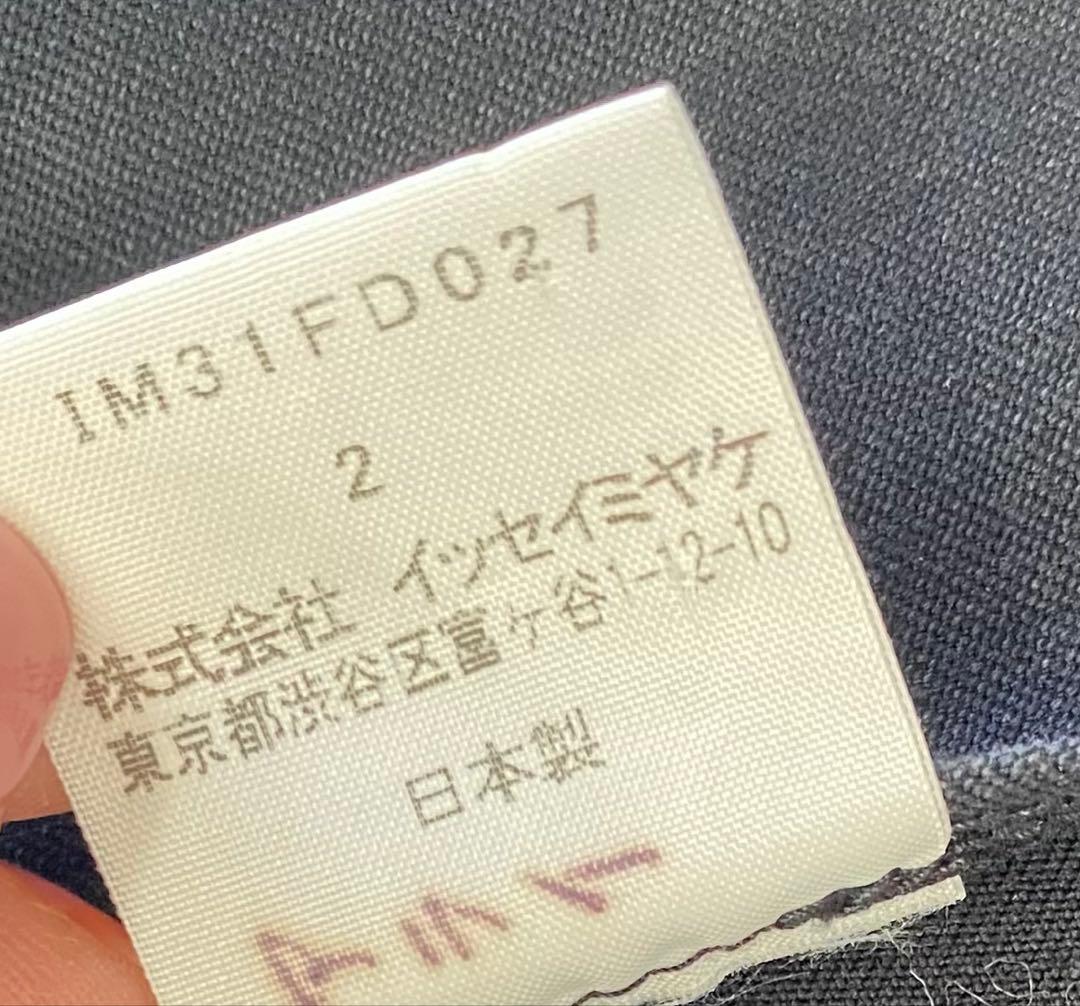 IM31FD027
2
株式会社 イッセイミヤケ
東京都渋谷区富ヶ谷1-12-10
日本製